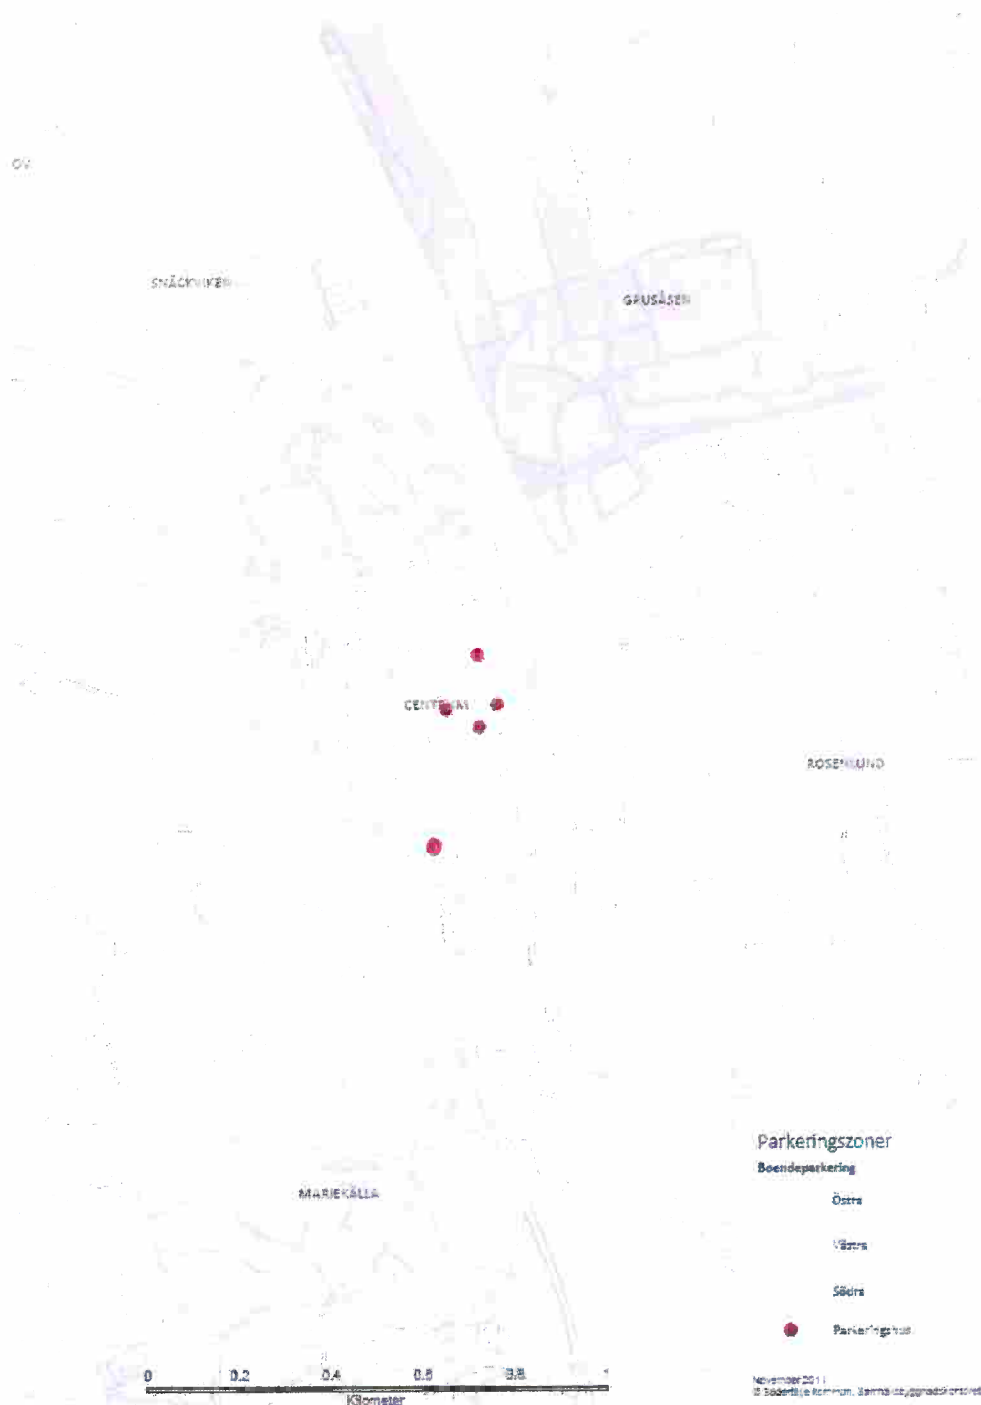 SNÄCKVIKEN
GRUSÅSEN
CENTRUM
ROSENLUND
MARIEKÄLLA
Parkeringszoner
Boendeparkering
Östra
Västra
Södra
Parkeringshus
0 0.2 0.4 0.6 0.8 1
Kilometer
November 2011
© Södertälje kommun, Samhällsbyggnadskontoret